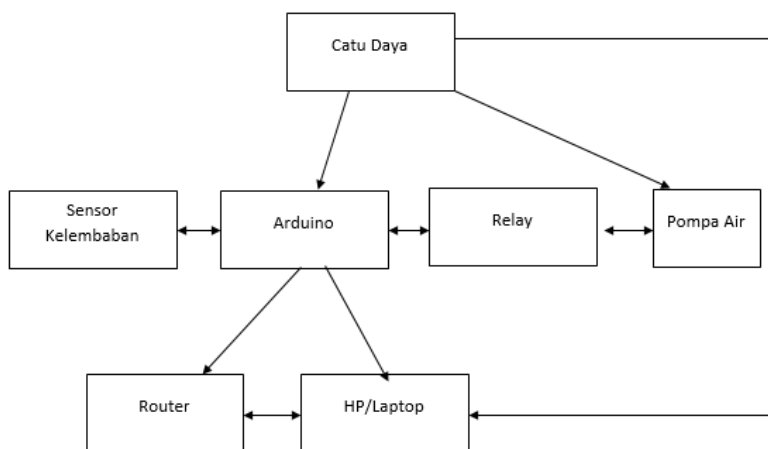 Catu Daya
Sensor
Kelembaban
Arduino
Relay
Pompa Air
Router
HP/Laptop